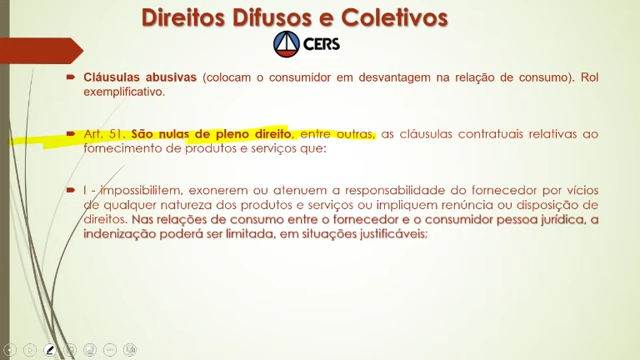 Direitos Difusos e Coletivos
CERS
Cláusulas abusivas (colocam o consumidor em desvantagem na relação de consumo). Rol
exemplificativo.
Art. 51. São nulas de pleno direito, entre outras, as cláusulas contratuais relativas ao
fornecimento de produtos e serviços que:
I - impossibilitem, exonerem ou atenuem a responsabilidade do fornecedor por vícios
de qualquer natureza dos produtos e serviços ou impliquem renúncia ou disposição de
direitos. Nas relações de consumo entre o fornecedor e o consumidor pessoa jurídica, a
indenização poderá ser limitada, em situações justificáveis;